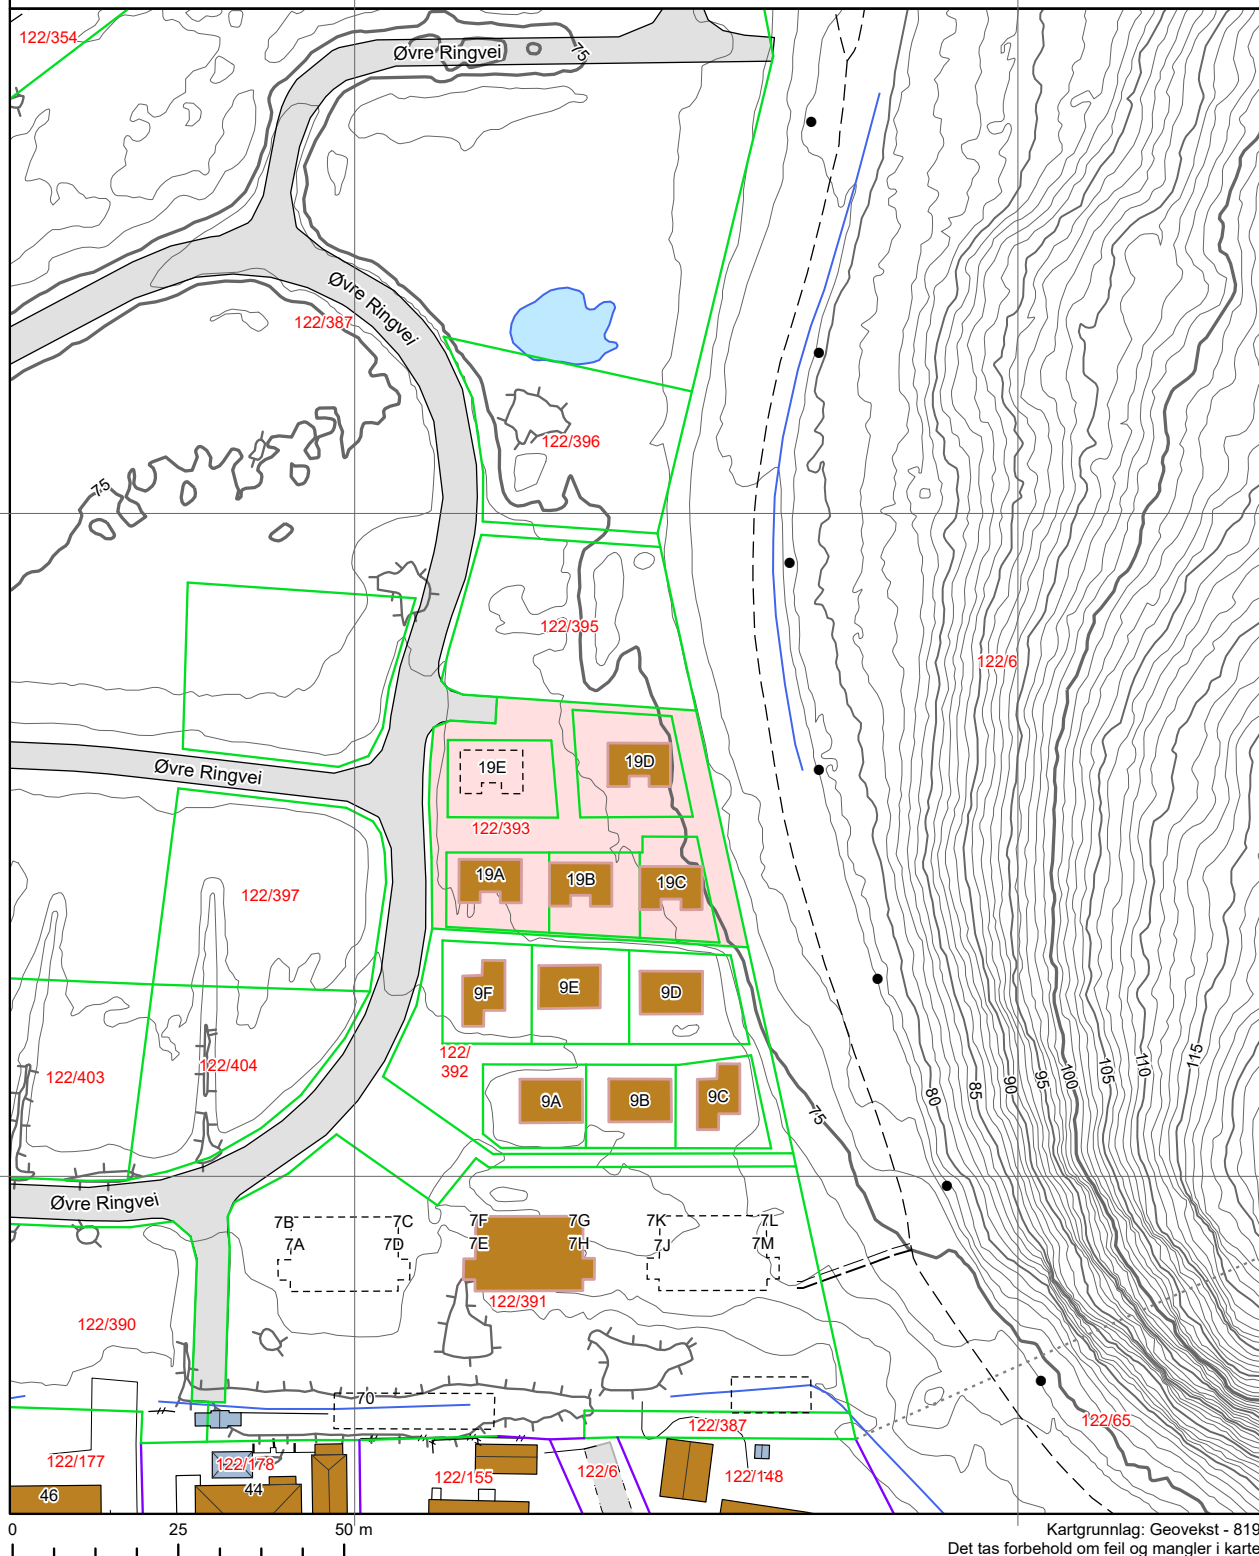 122/354
Øvre Ringvei
75
Øvre Ringvei
122/387
122/396
75
122/395
122/6
Øvre Ringvei
19E
19D
122/393
19A
19B
19C
122/397
9F
9E
9D
122/
392
122/403
122/404
9A
9B
9C
75
80
85
90
95
100
105
110
115
Øvre Ringvei
7B
7C
7F
7G
7K
7L
7A
7D
7E
7H
7J
7M
122/391
122/390
70
122/387
122/65
122/177
122/178
122/155
122/6
122/148
46
44
0
25
50 m
Kartgrunnlag: Geovekst - 819
Det tas forbehold om feil og mangler i karte